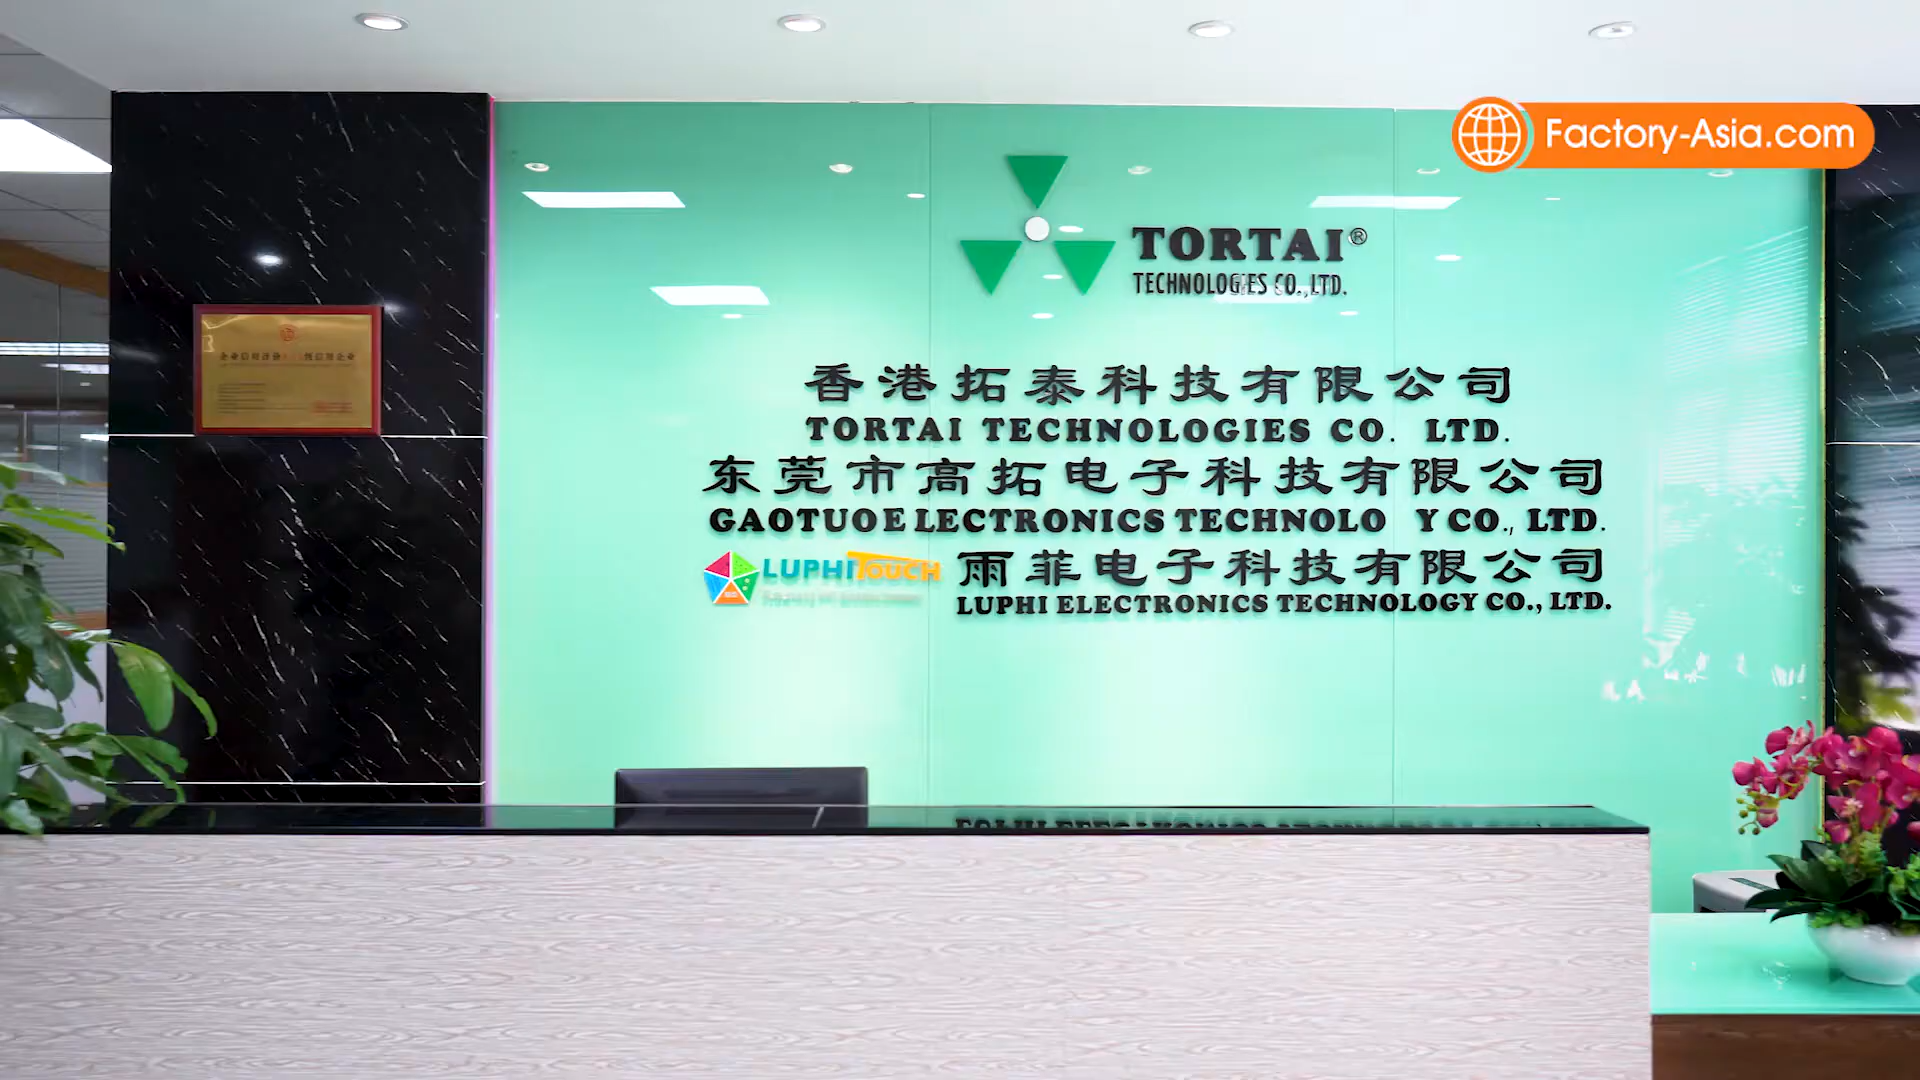 Factory-Asia.com
TORTAI®
TECHNOLOGIES CO.,LTD.
香港拓泰科技有限公司
TORTAI TECHNOLOGIES CO. LTD.
东莞市高拓电子科技有限公司
GAOTUOELECTRONICS TECHNOLO Y CO., LTD.
LUPHITOUCH
雨菲电子科技有限公司
LUPHI ELECTRONICS TECHNOLOGY CO., LTD.